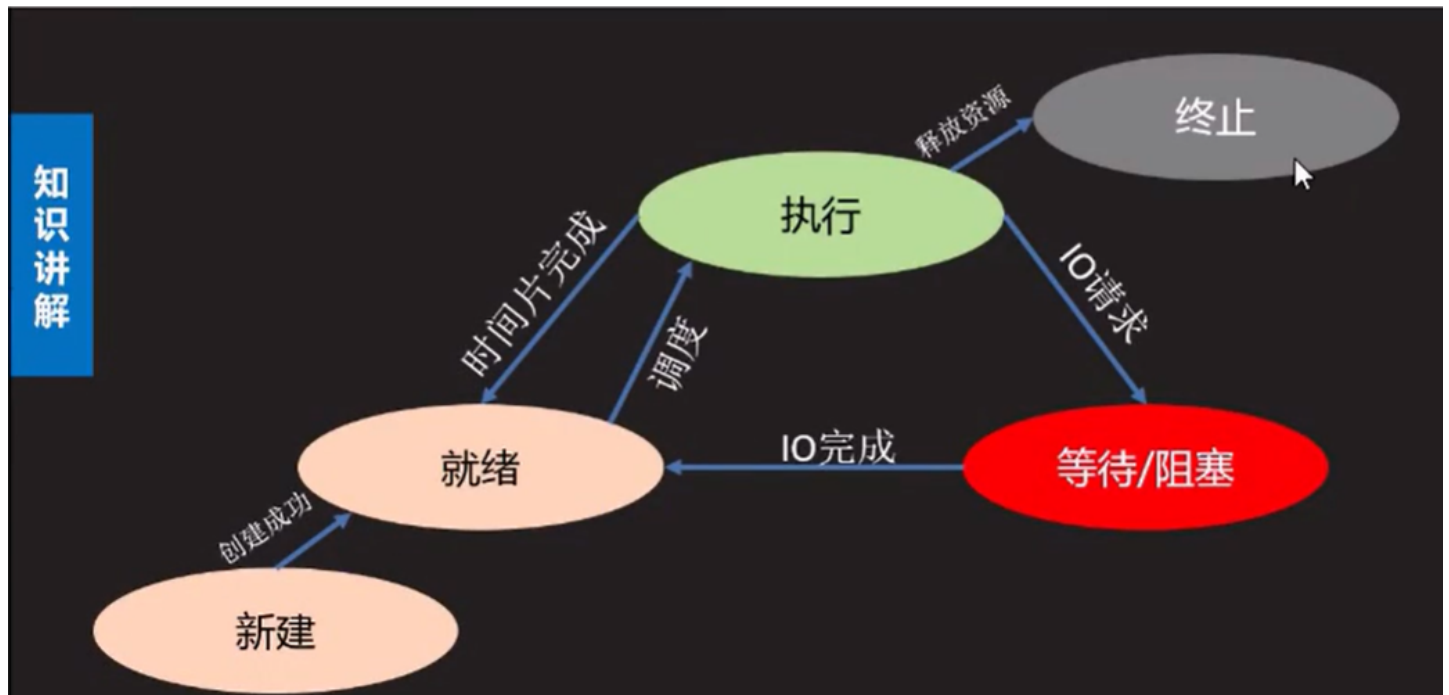 知识讲解
释放资源
终止
执行
时间片完成
调度
IO请求
就绪
IO完成
等待/阻塞
创建成功
新建